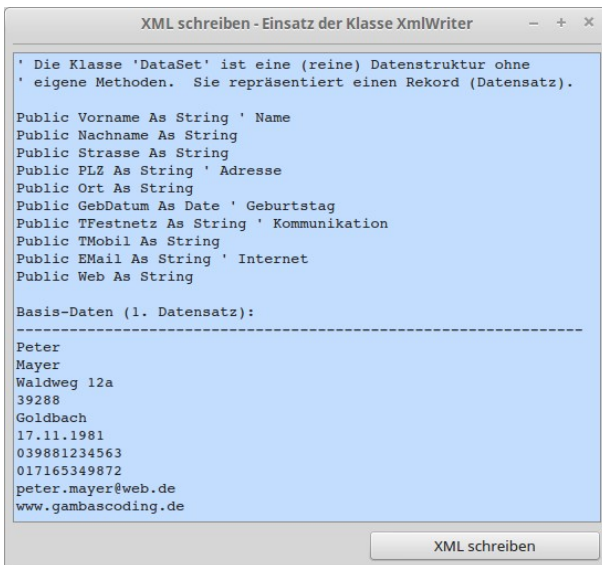 XML schreiben - Einsatz der Klasse XmlWriter
' Die Klasse 'DataSet' ist eine (reine) Datenstruktur ohne
' eigene Methoden.  Sie repräsentiert einen Rekord (Datensatz).
Public Vorname As String ' Name
Public Nachname As String
Public Strasse As String
Public PLZ As String ' Adresse
Public Ort As String
Public GebDatum As Date ' Geburtstag
Public TFestnetz As String ' Kommunikation
Public TMobil As String
Public EMail As String ' Internet
Public Web As String
Basis-Daten (1. Datensatz):
---------------------------------------------------------------
Peter
Mayer
Waldweg 12a
39288
Goldbach
17.11.1981
039881234563
017165349872
peter.mayer@web.de
www.gambascoding.de
XML schreiben